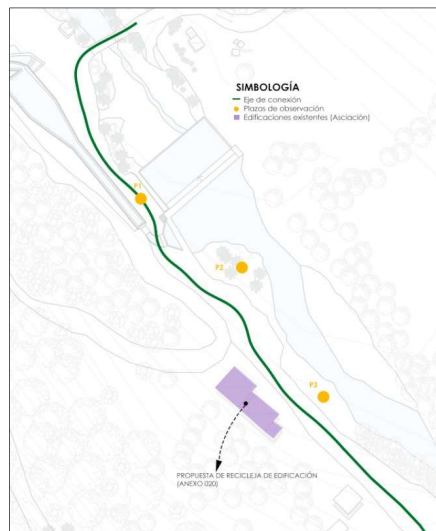 SIMBOLOGÍA
Eje de conexión
Plazas de observación
Edificaciones existentes (Asciación)
P1
P2
P3
PROPUESTA DE RECICLEJA DE EDIFICACIÓN
(ANEXO 020)